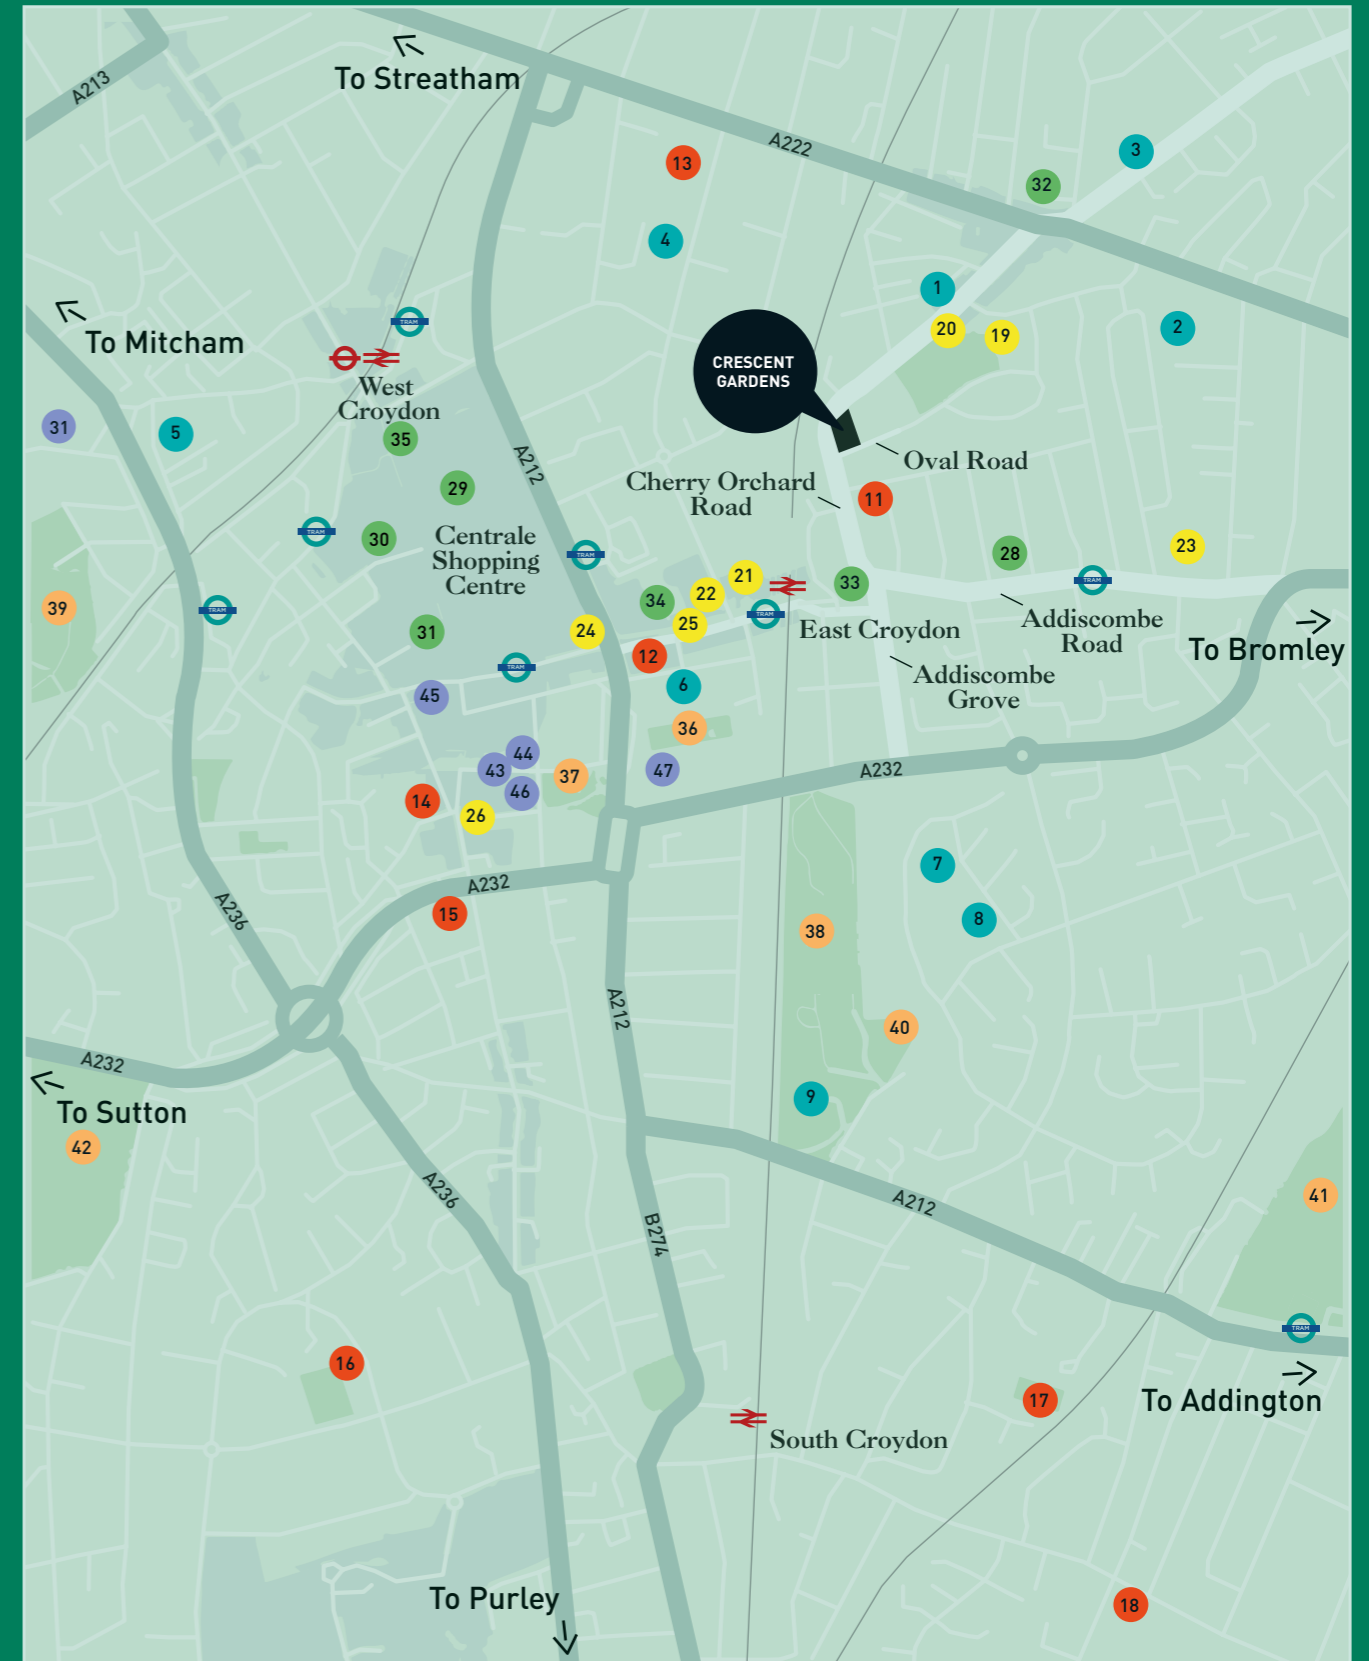 A213
To Streatham
A222
13
3
32
4
1
20
19
2
To Mitcham
TRAM
West
Croydon
CRESCENT
GARDENS
31
5
35
29
A212
Oval Road
Cherry Orchard
Road
11
TRAM
30
Centrale
Shopping
Centre
TRAM
21
22
33
28
23
TRAM
39
TRAM
31
24
34
25
12
TRAM
East Croydon
Addiscombe
Road
To Bromley
TRAM
45
6
Addiscombe
Grove
36
44
43
46
37
47
A232
14
26
7
8
A232
15
A236
38
A212
40
A232
To Sutton
42
9
A236
B274
A212
41
TRAM
16
To Addington
17
South Croydon
To Purley
18